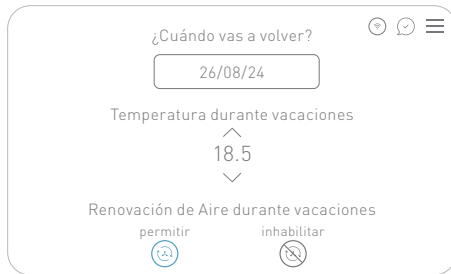 ¿Cuándo vas a volver?
26/08/24
Temperatura durante vacaciones
18.5
Renovación de Aire durante vacaciones
permitir inhabilitar